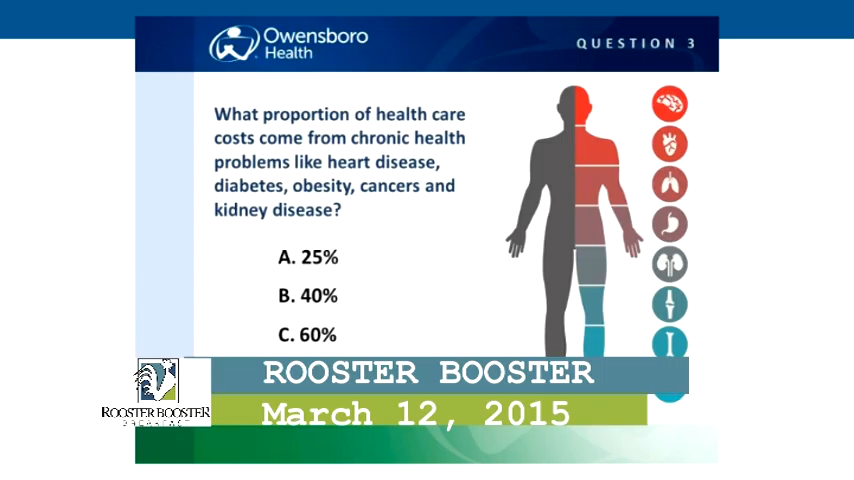 Owensboro
Health
QUESTION 3
What proportion of health care
costs come from chronic health
problems like heart disease,
diabetes, obesity, cancers and
kidney disease?
A. 25%
B. 40%
C. 60%
ROOSTER BOOSTER
March 12, 2015
ROOSTER BOOSTER
BREAKFAST